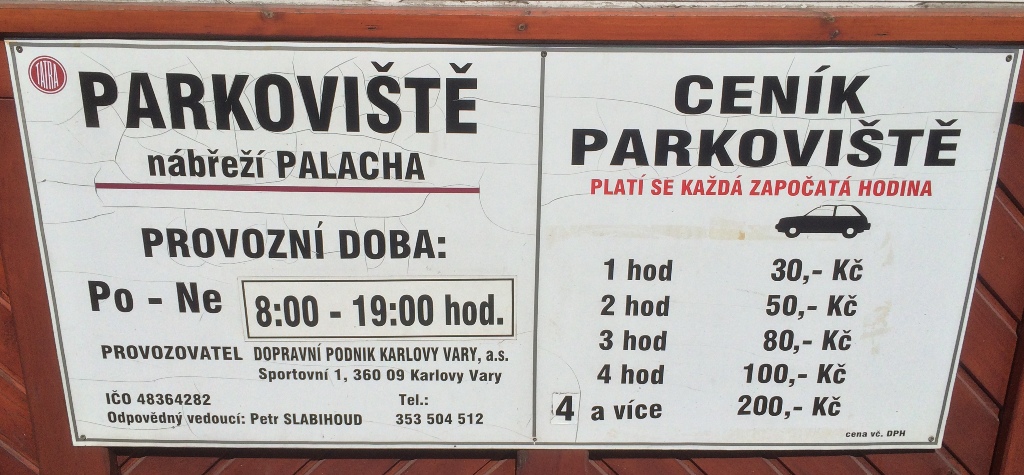 TATRA
PARKOVIŠTĚ
nábřeží PALACHA
PROVOZNÍ DOBA:
Po - Ne 8:00 - 19:00 hod.
PROVOZOVATEL DOPRAVNÍ PODNIK KARLOVY VARY, a.s.
Sportovní 1, 360 09 Karlovy Vary
IČO 48364282 Tel.:
Odpovědný vedoucí: Petr SLABIHOUD 353 504 512
CENÍK
PARKOVIŠTĚ
PLATÍ SE KAŽDÁ ZAPOČATÁ HODINA
1 hod 30,- Kč
2 hod 50,- Kč
3 hod 80,- Kč
4 hod 100,- Kč
4 a více 200,- Kč
cena vč. DPH